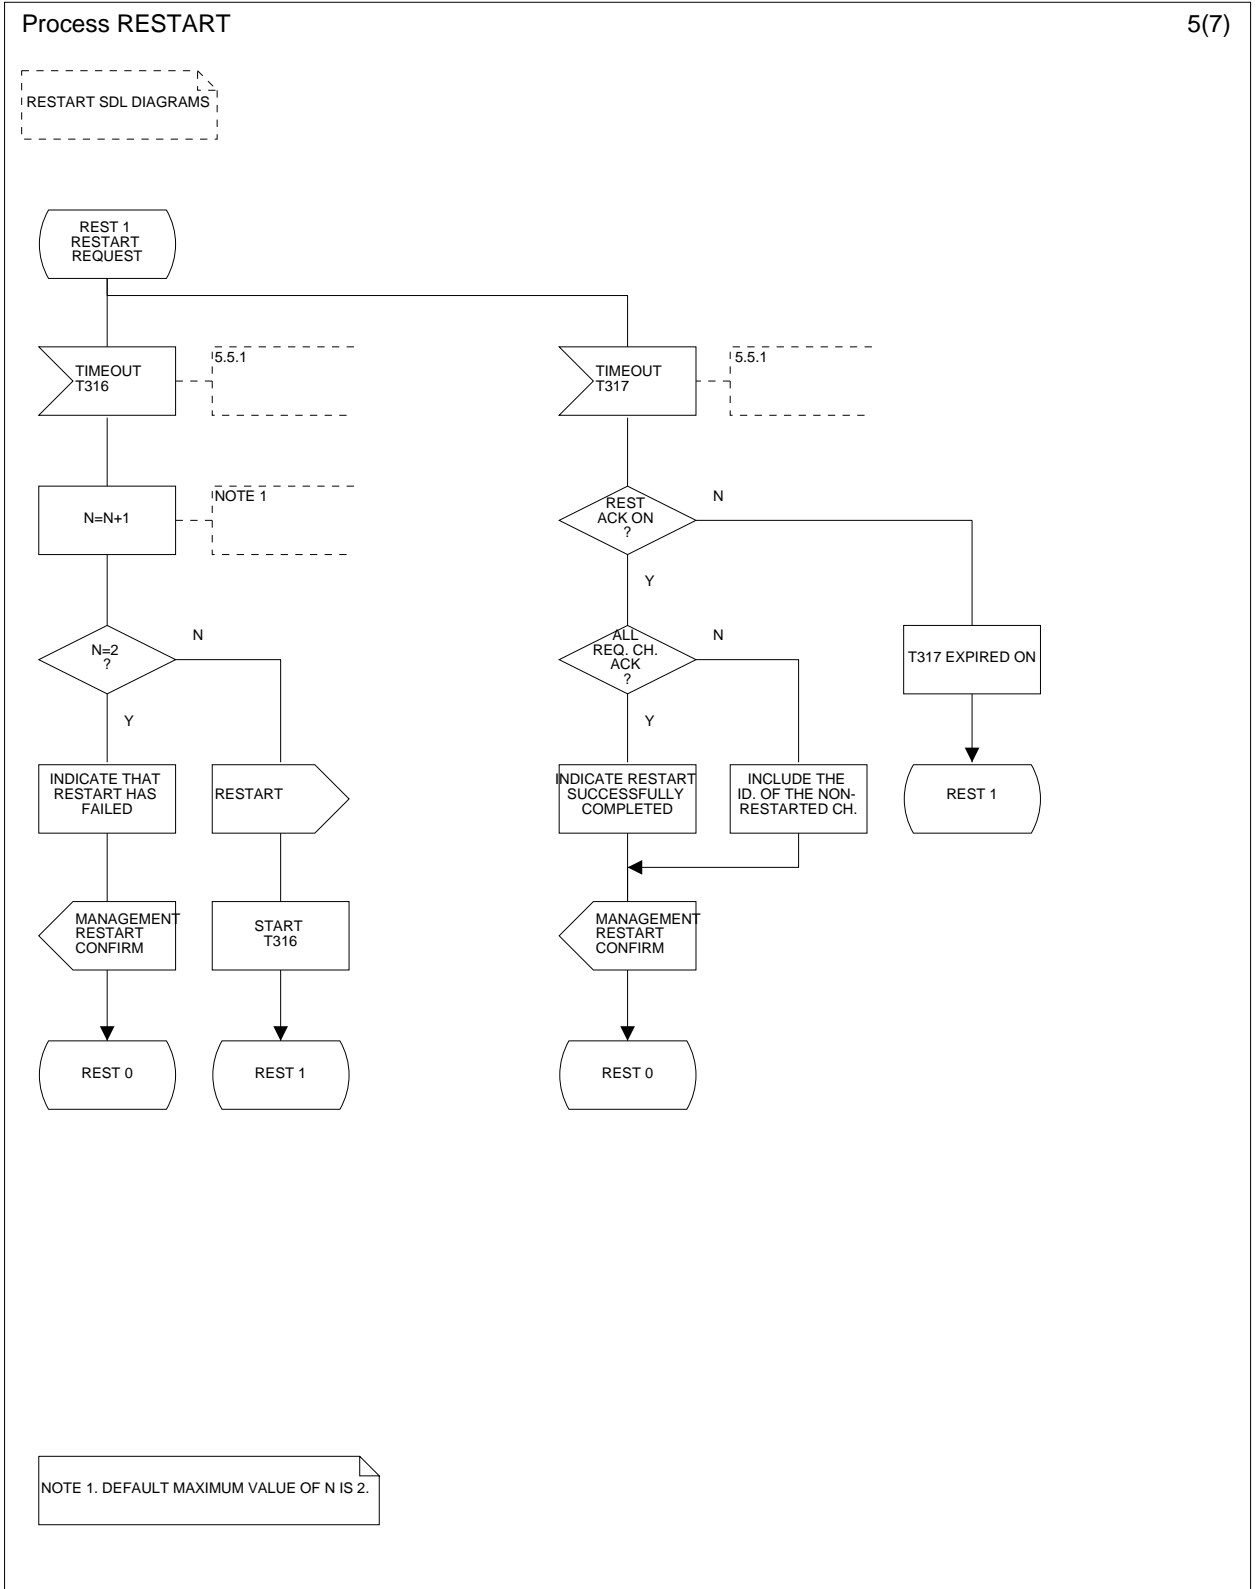 Process RESTART
5(7)
RESTART SDL DIAGRAMS
REST 1
RESTART
REQUEST
TIMEOUT
T316
5.5.1
TIMEOUT
T317
5.5.1
N=N+1
NOTE 1
REST
ACK ON
?
N
Y
N=2
?
N
Y
ALL
REQ. CH.
ACK
?
N
Y
T317 EXPIRED ON
INDICATE THAT
RESTART HAS
FAILED
RESTART
INDICATE RESTART
SUCCESSFULLY
COMPLETED
INCLUDE THE
ID. OF THE NON-
RESTARTED CH.
REST 1
MANAGEMENT
RESTART
CONFIRM
START
T316
MANAGEMENT
RESTART
CONFIRM
REST 0
REST 1
REST 0
NOTE 1. DEFAULT MAXIMUM VALUE OF N IS 2.